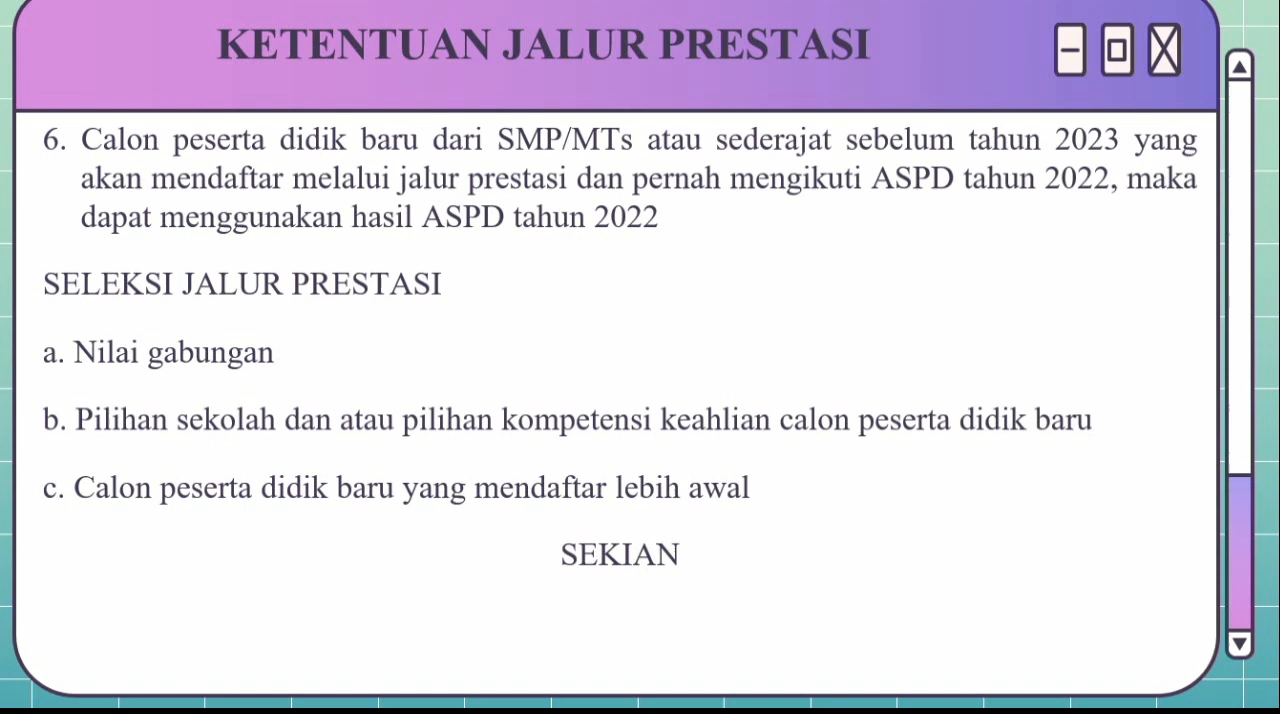 KETENTUAN JALUR PRESTASI
6. Calon peserta didik baru dari SMP/MTs atau sederajat sebelum tahun 2023 yang
akan mendaftar melalui jalur prestasi dan pernah mengikuti ASPD tahun 2022, maka
dapat menggunakan hasil ASPD tahun 2022
SELEKSI JALUR PRESTASI
a. Nilai gabungan
b. Pilihan sekolah dan atau pilihan kompetensi keahlian calon peserta didik baru
c. Calon peserta didik baru yang mendaftar lebih awal
SEKIAN